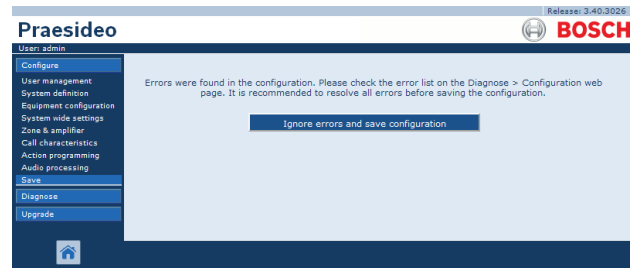 Release: 3.40.3026
Praesideo
BOSCH
User: admin
Configure
User management
System definition
Equipment configuration
System wide settings
Zone & amplifier
Call characteristics
Action programming
Audio processing
Save
Diagnose
Upgrade
Errors were found in the configuration. Please check the error list on the Diagnose > Configuration web
page. It is recommended to resolve all errors before saving the configuration.
Ignore errors and save configuration